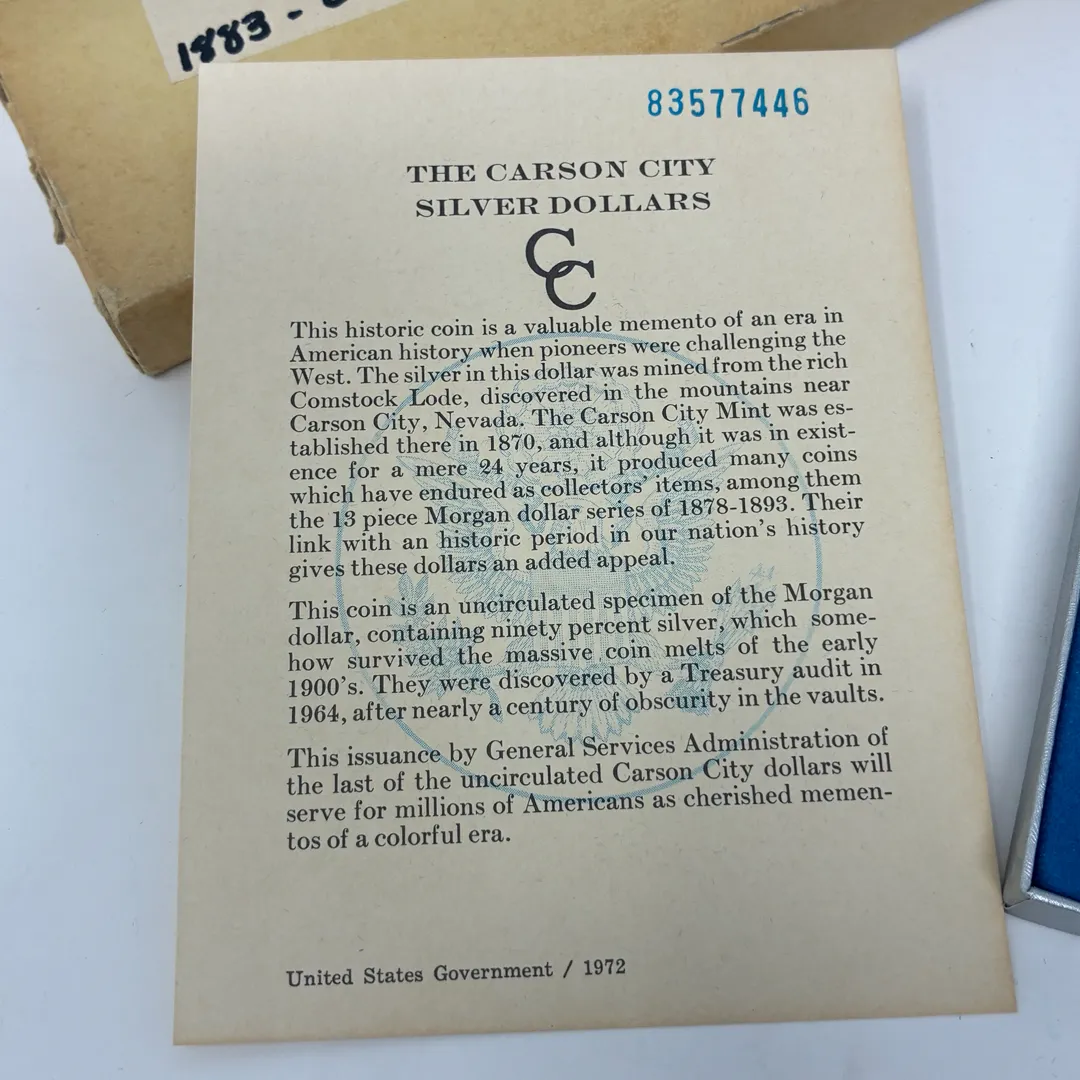 1883 -
83577446
THE CARSON CITY
SILVER DOLLARS
CC
This historic coin is a valuable memento of an era in
American history when pioneers were challenging the
West. The silver in this dollar was mined from the rich
Comstock Lode, discovered in the mountains near
Carson City, Nevada. The Carson City Mint was es-
tablished there in 1870, and although it was in exist-
ence for a mere 24 years, it produced many coins
which have endured as collectors' items, among them
the 13 piece Morgan dollar series of 1878-1893. Their
link with an historic period in our nation's history
gives these dollars an added appeal.
This coin is an uncirculated specimen of the Morgan
dollar, containing ninety percent silver, which some-
how survived the massive coin melts of the early
1900's. They were discovered by a Treasury audit in
1964, after nearly a century of obscurity in the vaults.
This issuance by General Services Administration of
the last of the uncirculated Carson City dollars will
serve for millions of Americans as cherished memen-
tos of a colorful era.
United States Government / 1972